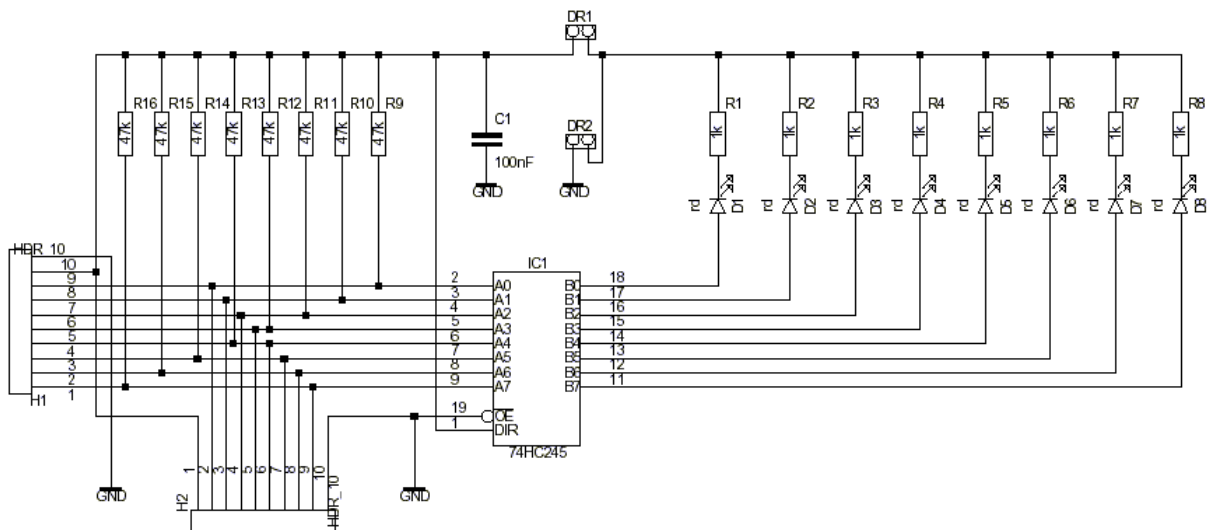 DR1
R16 R15 R14 R13 R12 R11 R10 R9
47k 47k 47k 47k 47k 47k 47k 47k
C1
100nF
GND
DR2
GND
R1 R2 R3 R4 R5 R6 R7 R8
1k 1k 1k 1k 1k 1k 1k 1k
rd D1 rd D2 rd D3 rd D4 rd D5 rd D6 rd D7 rd D8
HDR_10
10
9
8
7
6
5
4
3
2
1
H1
GND
IC1
2 A0 B0 18
3 A1 B1 17
4 A2 B2 16
5 A3 B3 15
6 A4 B4 14
7 A5 B5 13
8 A6 B6 12
9 A7 B7 11
19 OE
1 DIR
74HC245
1 2 3 4 5 6 7 8 9 10
H2
HDR_10
GND